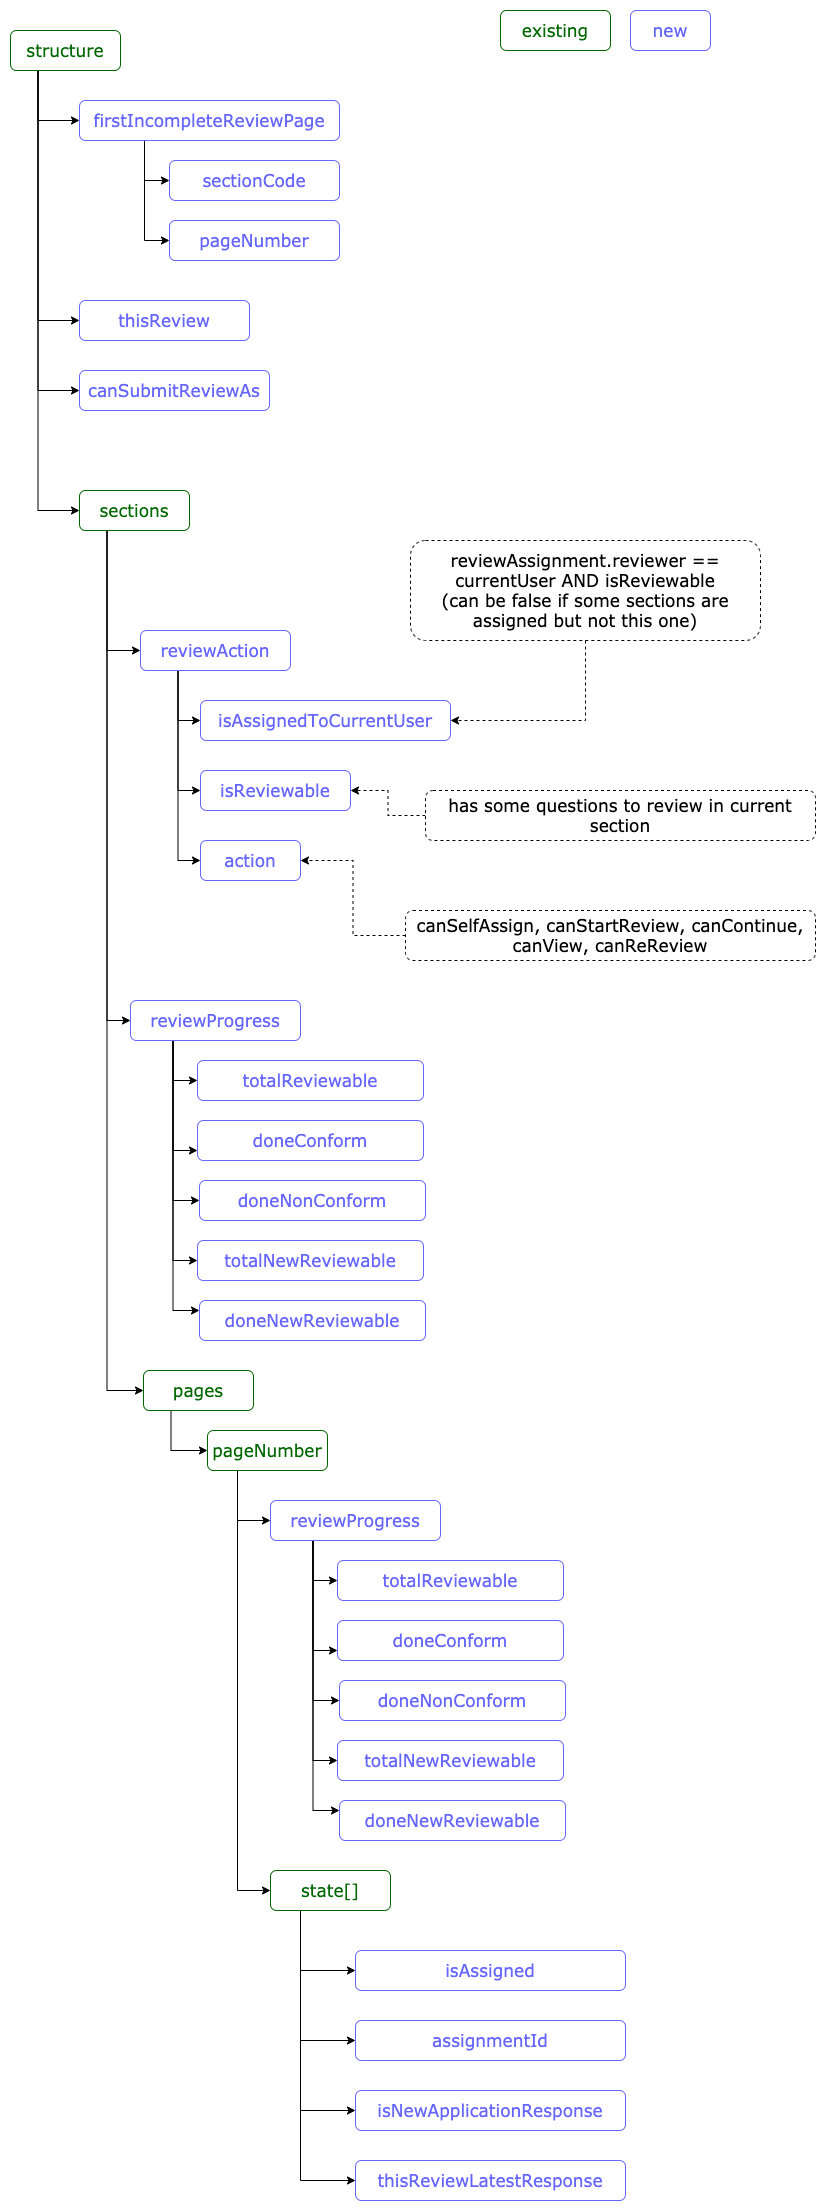 existing
new
structure
firstIncompleteReviewPage
sectionCode
pageNumber
thisReview
canSubmitReviewAs
sections
reviewAssignment.reviewer ==
currentUser AND isReviewable
(can be false if some sections are
assigned but not this one)
reviewAction
isAssignedToCurrentUser
isReviewable
has some questions to review in current
section
action
canSelfAssign, canStartReview, canContinue,
canView, canReReview
reviewProgress
totalReviewable
doneConform
doneNonConform
totalNewReviewable
doneNewReviewable
pages
pageNumber
reviewProgress
totalReviewable
doneConform
doneNonConform
totalNewReviewable
doneNewReviewable
state[]
isAssigned
assignmentId
isNewApplicationResponse
thisReviewLatestResponse